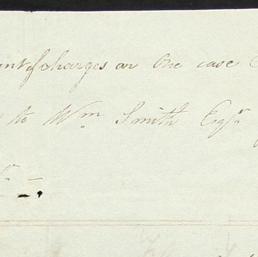 of charges on One case
to Wm Smith Esqr